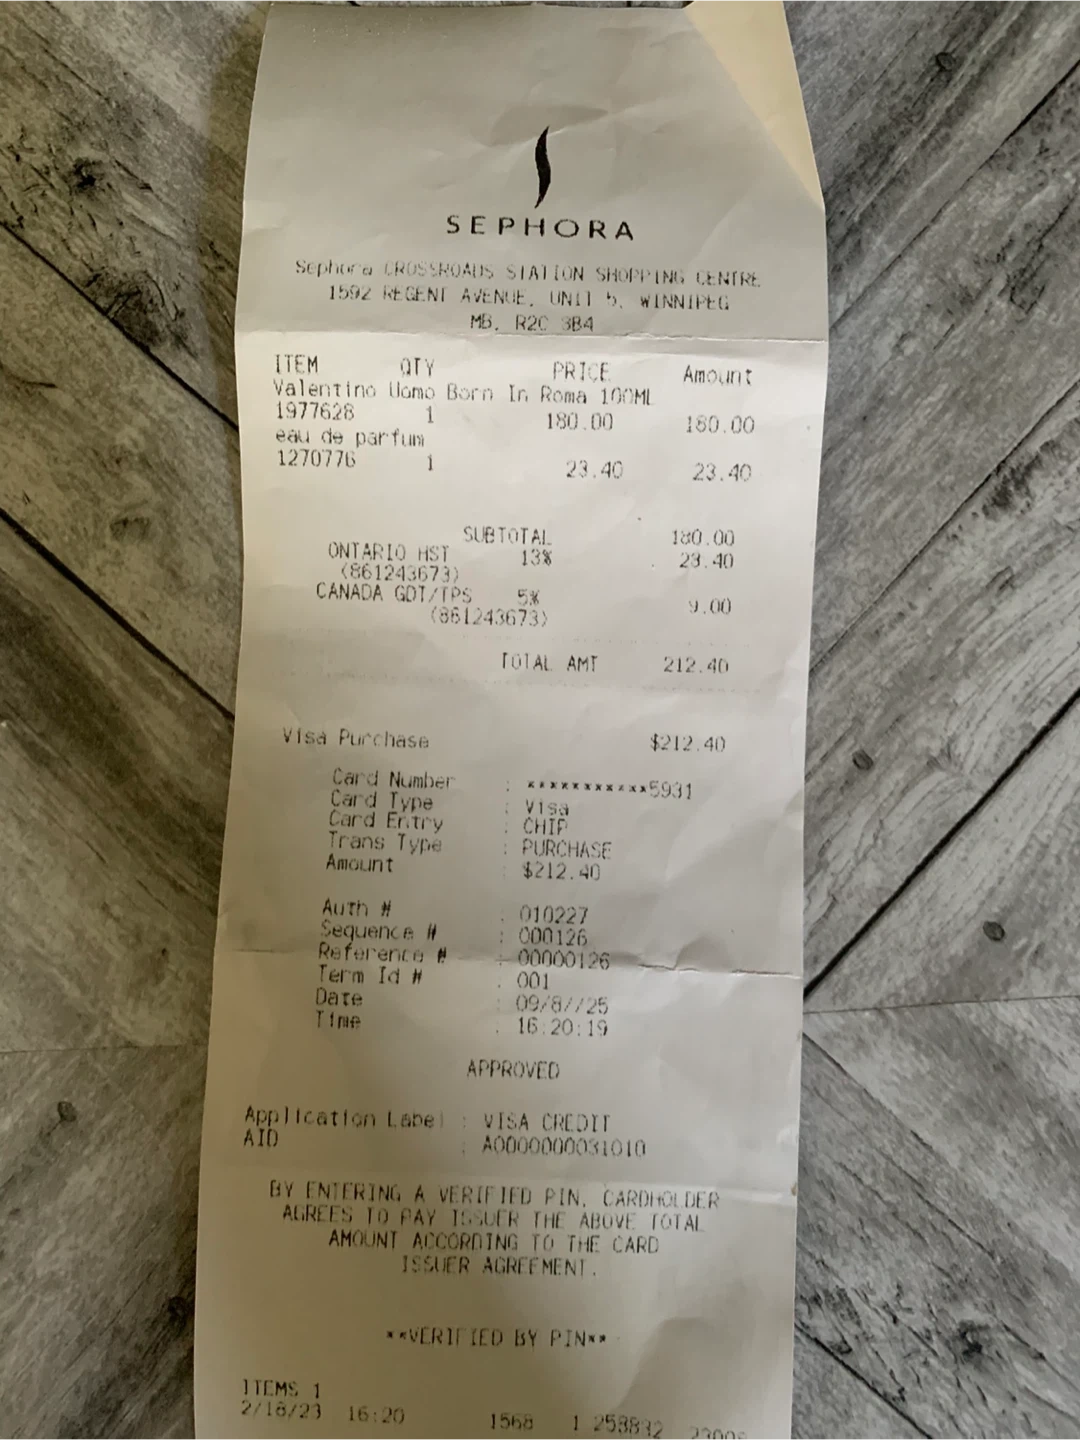 SEPHORA
Sephora CROSSROADS STATION SHOPPING CENTRE
1592 REGENT AVENUE, UNIT 5, WINNIPEG
MB, R2C 3B4
ITEM QTY PRICE Amount
Valentino Uomo Born In Roma 100ML
1977628 1 180.00 180.00
eau de parfum
1270776 1 23.40 23.40
SUBTOTAL 180.00
ONTARIO HST 13% 23.40
(861243673)
CANADA GDT/TPS 5% 9.00
(861243673)
TOTAL AMT 212.40
Visa Purchase $212.40
Card Number : ***********5931
Card Type : Visa
Card Entry : CHIP
Trans Type : PURCHASE
Amount : $212.40
Auth # : 010227
Sequence # : 000126
Reference # : 00000126
Term Id # : 001
Date : 09/8//25
Time : 16:20:19
APPROVED
Application Label : VISA CREDIT
AID : A0000000031010
BY ENTERING A VERIFIED PIN, CARDHOLDER
AGREES TO PAY ISSUER THE ABOVE TOTAL
AMOUNT ACCORDING TO THE CARD
ISSUER AGREEMENT.
**VERIFIED BY PIN**
ITEMS 1
2/18/23 16:20 1568 1 258832